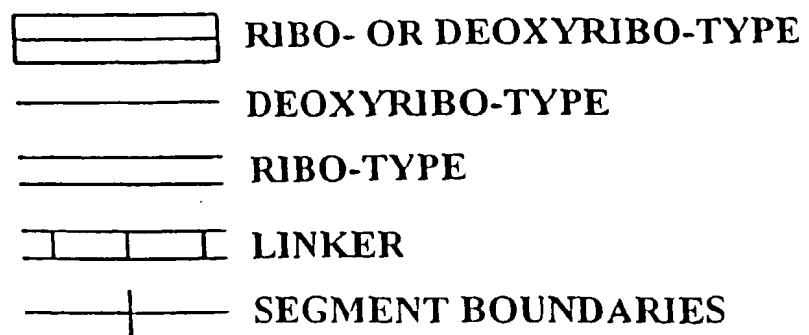 RIBO- OR DEOXYRIBO-TYPE
DEOXYRIBO-TYPE
RIBO-TYPE
LINKER
SEGMENT BOUNDARIES